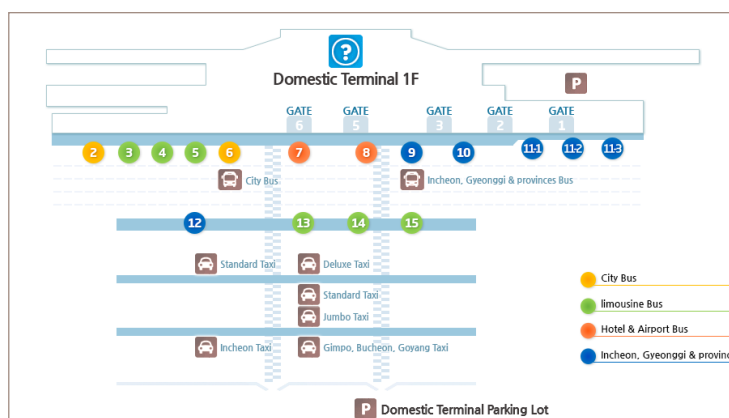 ?
Domestic Terminal 1F
P
GATE 6
GATE 5
GATE 3
GATE 2
GATE 1
2
3
4
5
6
7
8
9
10
11-1
11-2
11-3
City Bus
Incheon, Gyeonggi & provinces Bus
12
13
14
15
Standard Taxi
Deluxe Taxi
Standard Taxi
Jumbo Taxi
Incheon Taxi
Gimpo, Bucheon, Goyang Taxi
City Bus
limousine Bus
Hotel & Airport Bus
Incheon, Gyeonggi & provinc
P Domestic Terminal Parking Lot